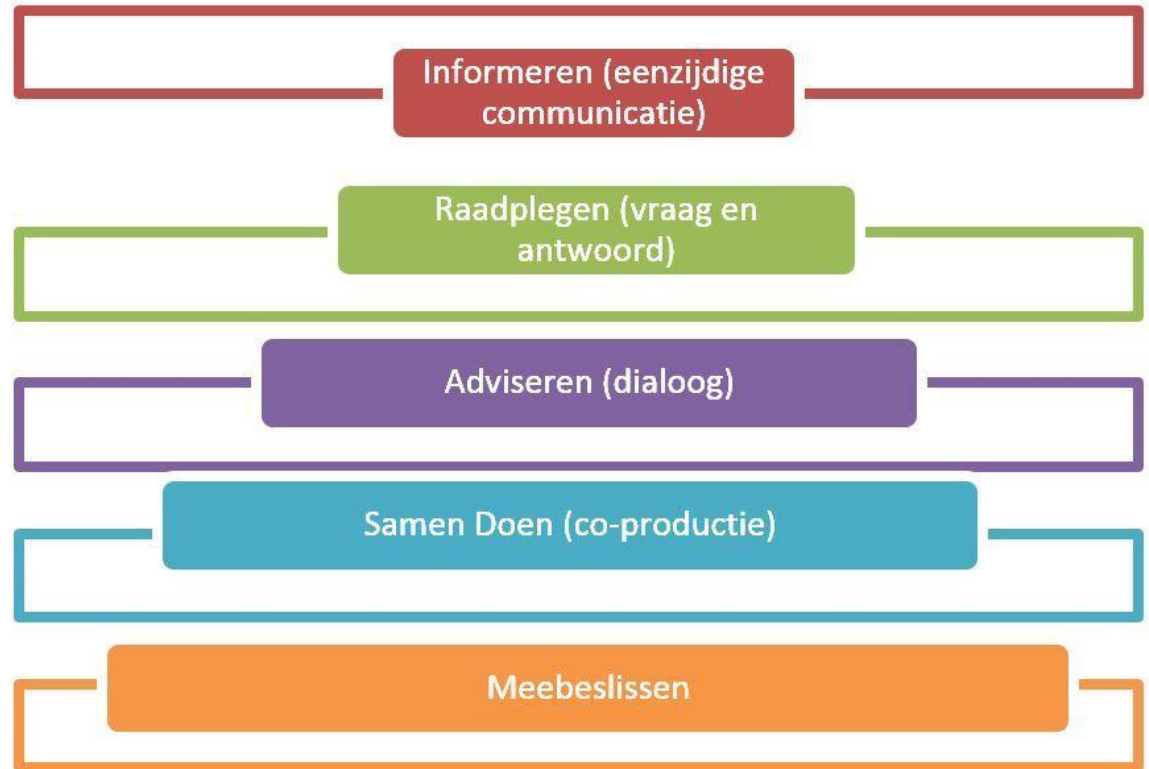 Informeren (eenzijdige
communicatie)
Raadplegen (vraag en
antwoord)
Adviseren (dialoog)
Samen Doen (co-productie)
Meebeslissen